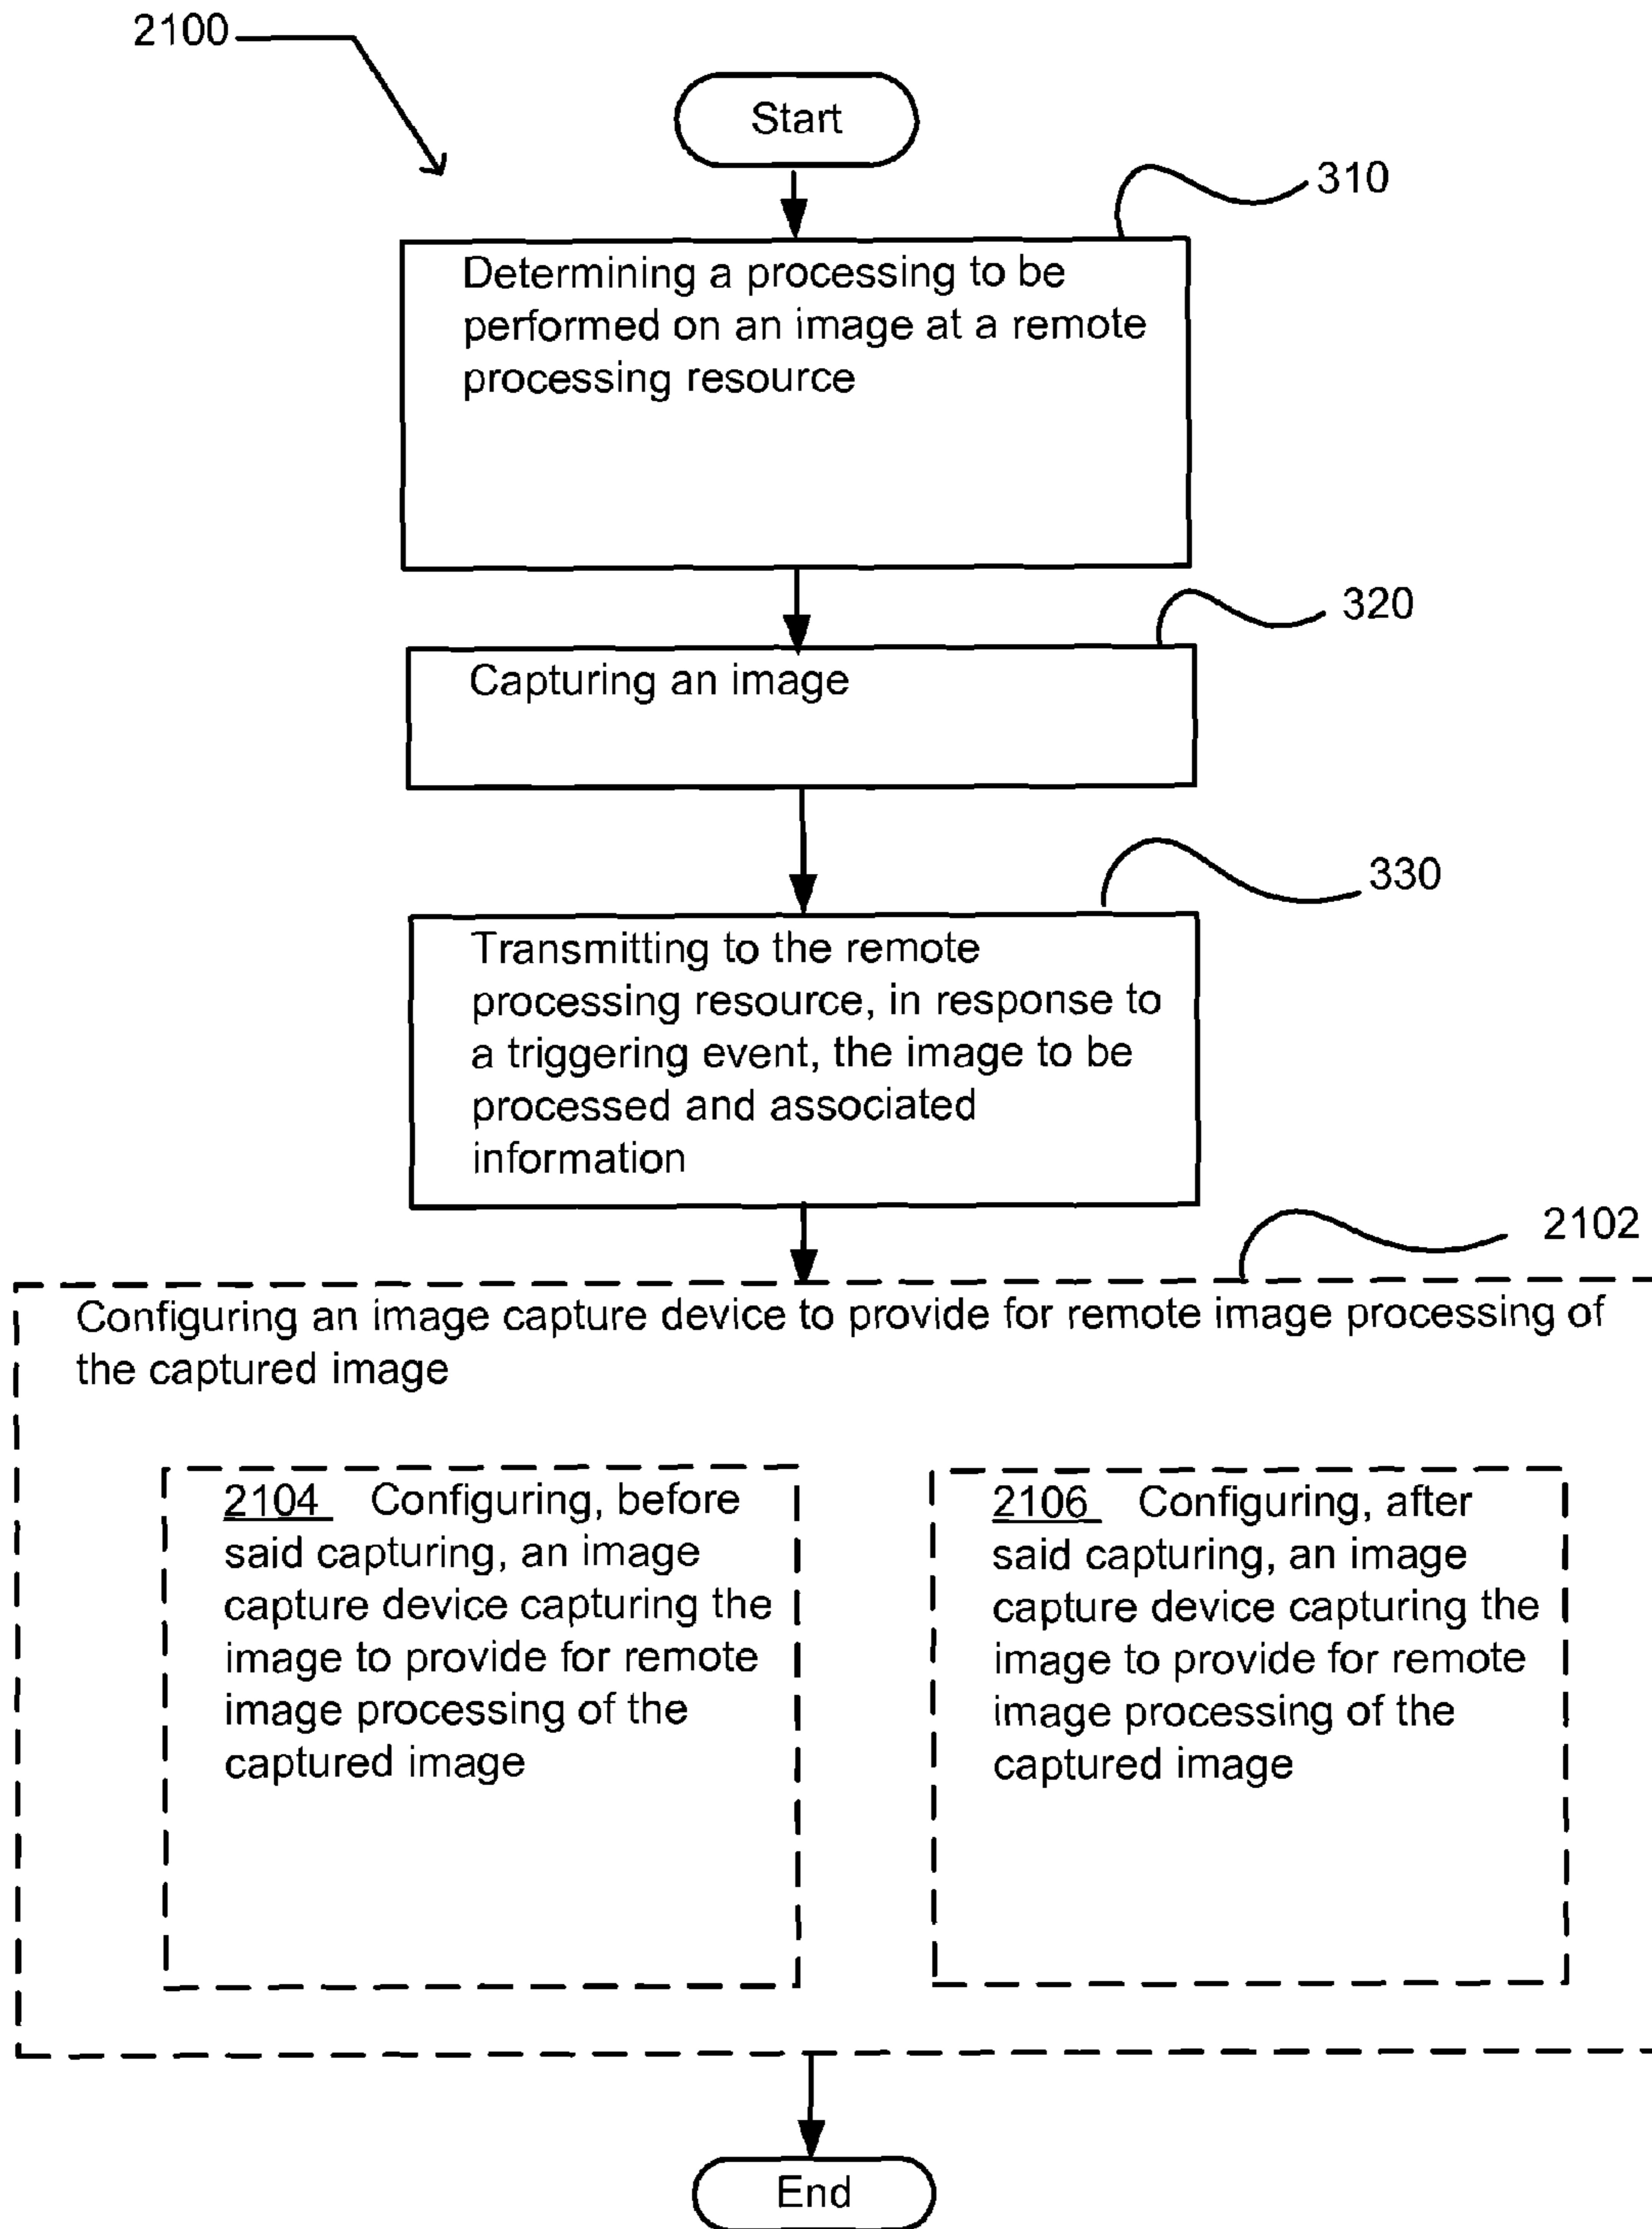 2100
Start
310
Determining a processing to be
performed on an image at a remote
processing resource
320
Capturing an image
330
Transmitting to the remote
processing resource, in response to
a triggering event, the image to be
processed and associated
information
2102
Configuring an image capture device to provide for remote image processing of
the captured image
2104 Configuring, before
said capturing, an image
capture device capturing the
image to provide for remote
image processing of the
captured image
2106 Configuring, after
said capturing, an image
capture device capturing the
image to provide for remote
image processing of the
captured image
End